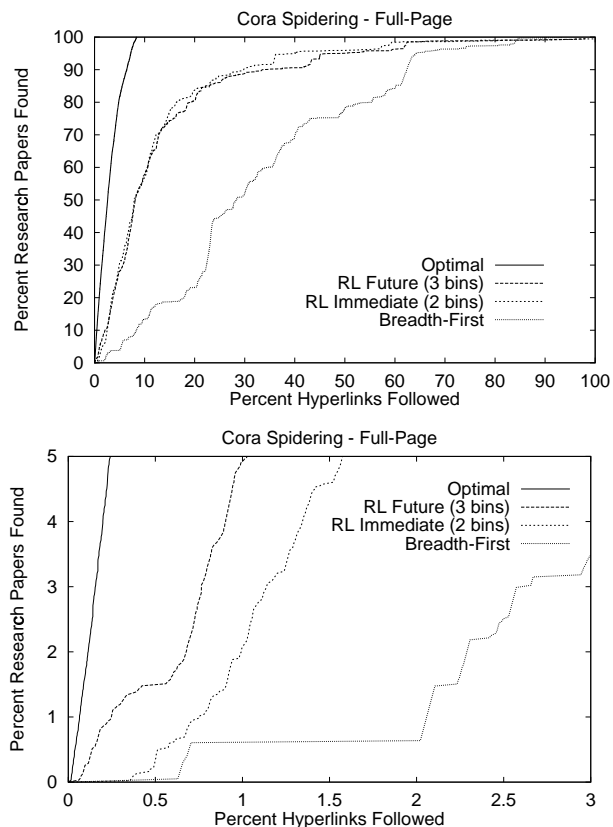 Cora Spidering - Full-Page
100
90
80
70
60
50
40
30
20
10
0
Percent Research Papers Found
Optimal
RL Future (3 bins)
RL Immediate (2 bins)
Breadth-First
0 10 20 30 40 50 60 70 80 90 100
Percent Hyperlinks Followed
Cora Spidering - Full-Page
5
4
3
2
1
0
Percent Research Papers Found
Optimal
RL Future (3 bins)
RL Immediate (2 bins)
Breadth-First
0 0.5 1 1.5 2 2.5 3
Percent Hyperlinks Followed